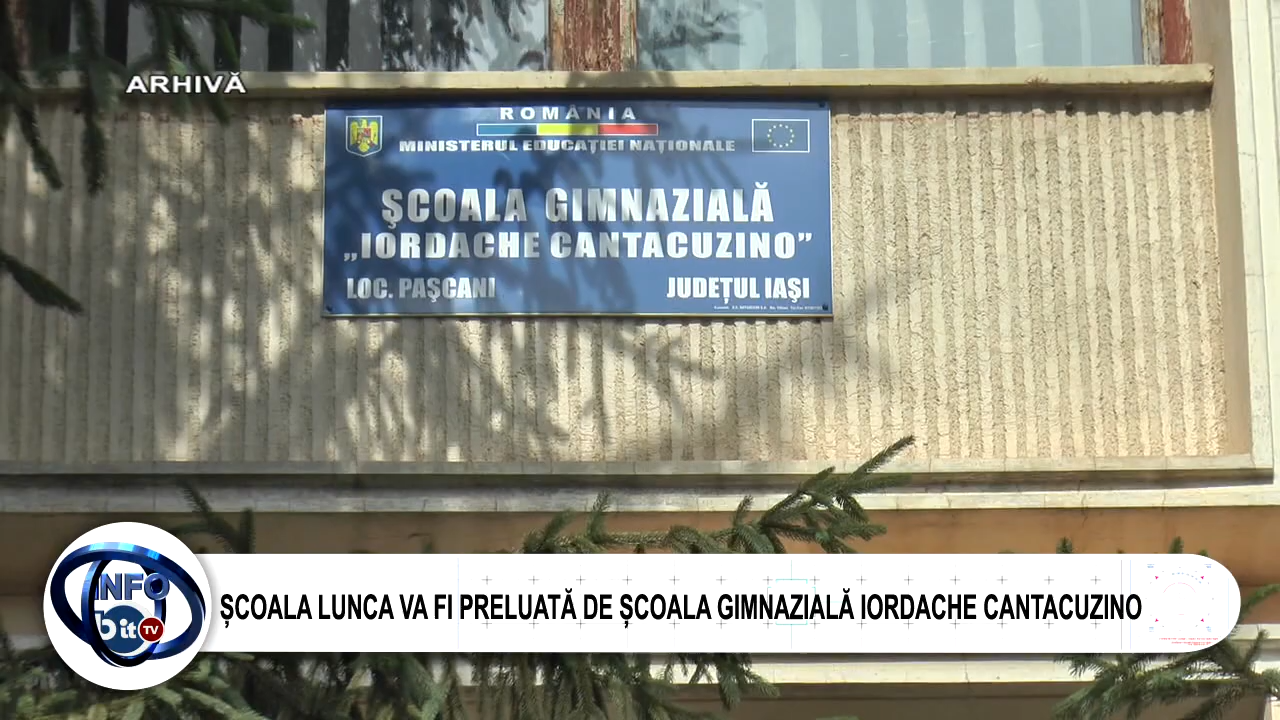 ARHIVĂ
ROMÂNIA
MINISTERUL EDUCAȚIEI NAȚIONALE
ŞCOALA GIMNAZIALĂ
„IORDACHE CANTACUZINO”
LOC. PAŞCANI JUDEȚUL IAŞI
INFO
bit TV
ȘCOALA LUNCA VA FI PRELUATĂ DE ȘCOALA GIMNAZIALĂ IORDACHE CANTACUZINO